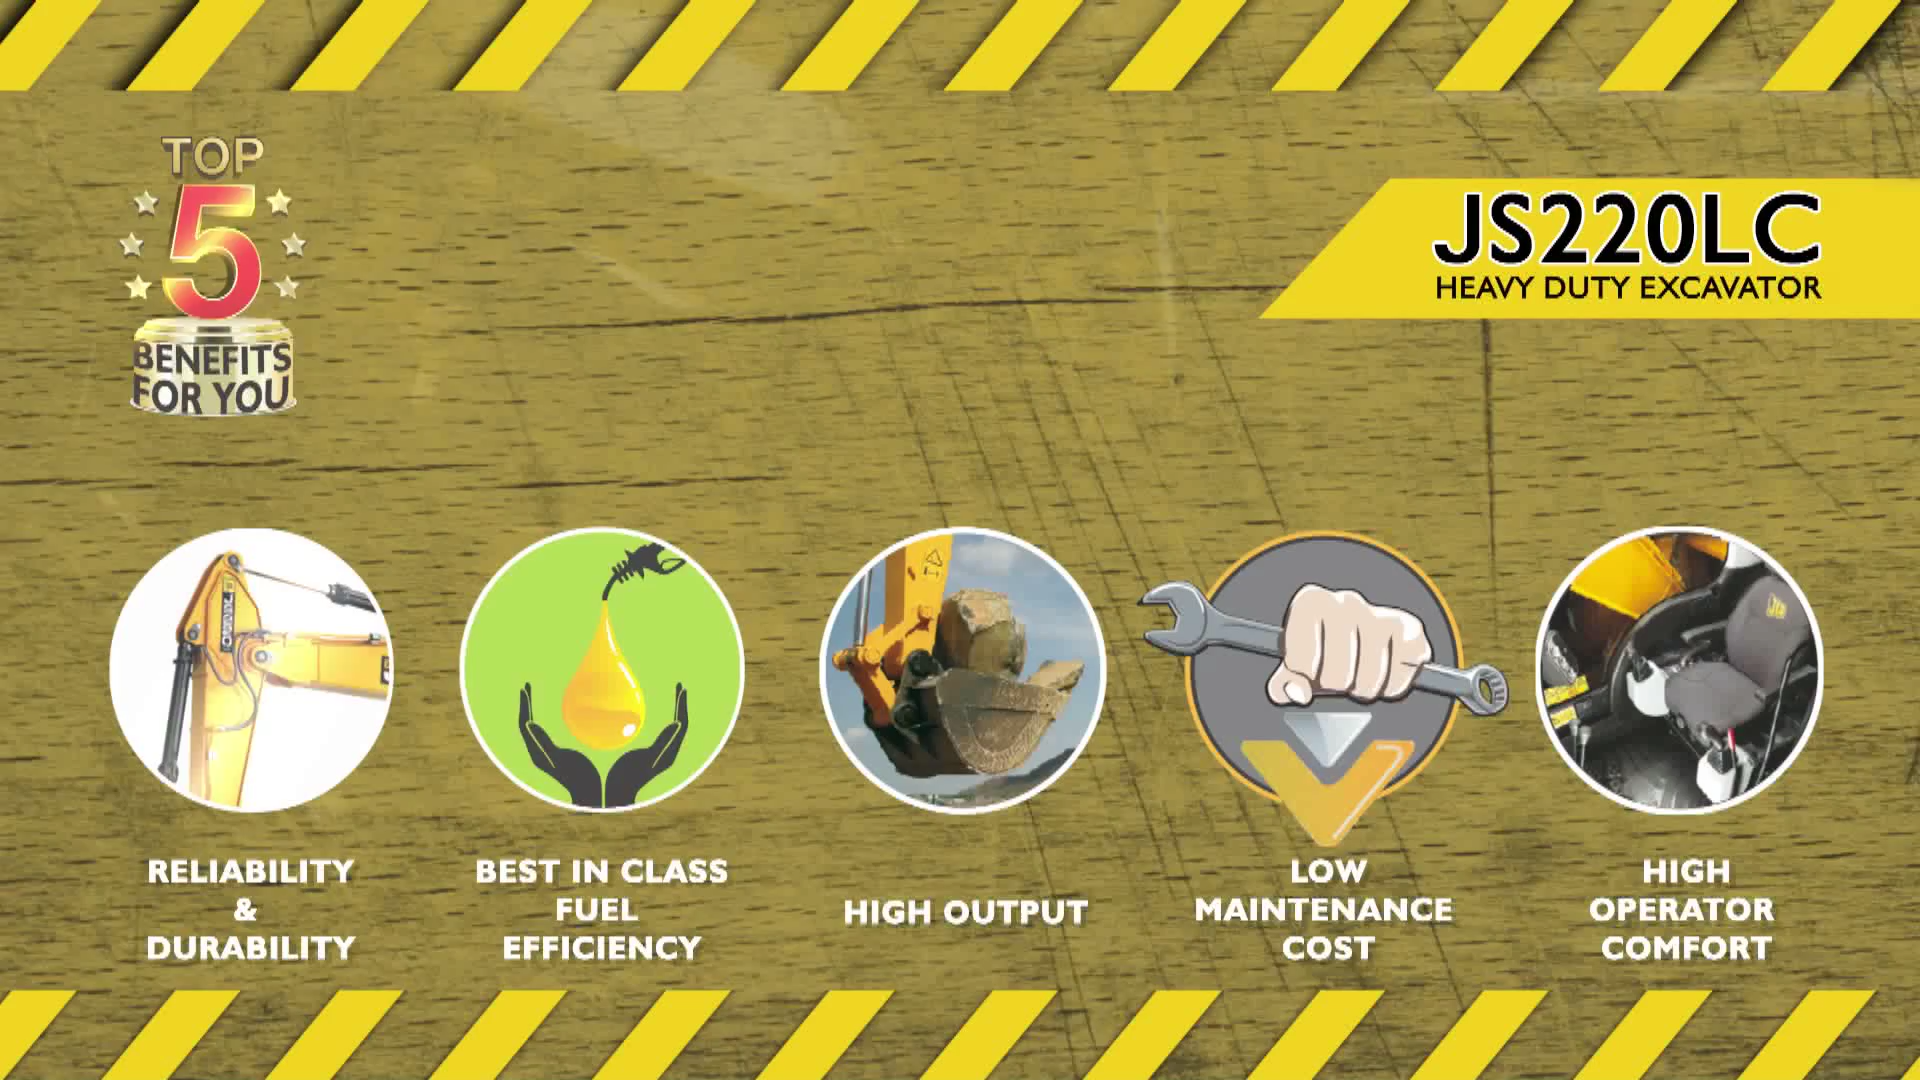 TOP
5
BENEFITS
FOR YOU
JS220LC
HEAVY DUTY EXCAVATOR
JCB
RELIABILITY
&
DURABILITY
BEST IN CLASS
FUEL
EFFICIENCY
HIGH OUTPUT
LOW
MAINTENANCE
COST
HIGH
OPERATOR
COMFORT